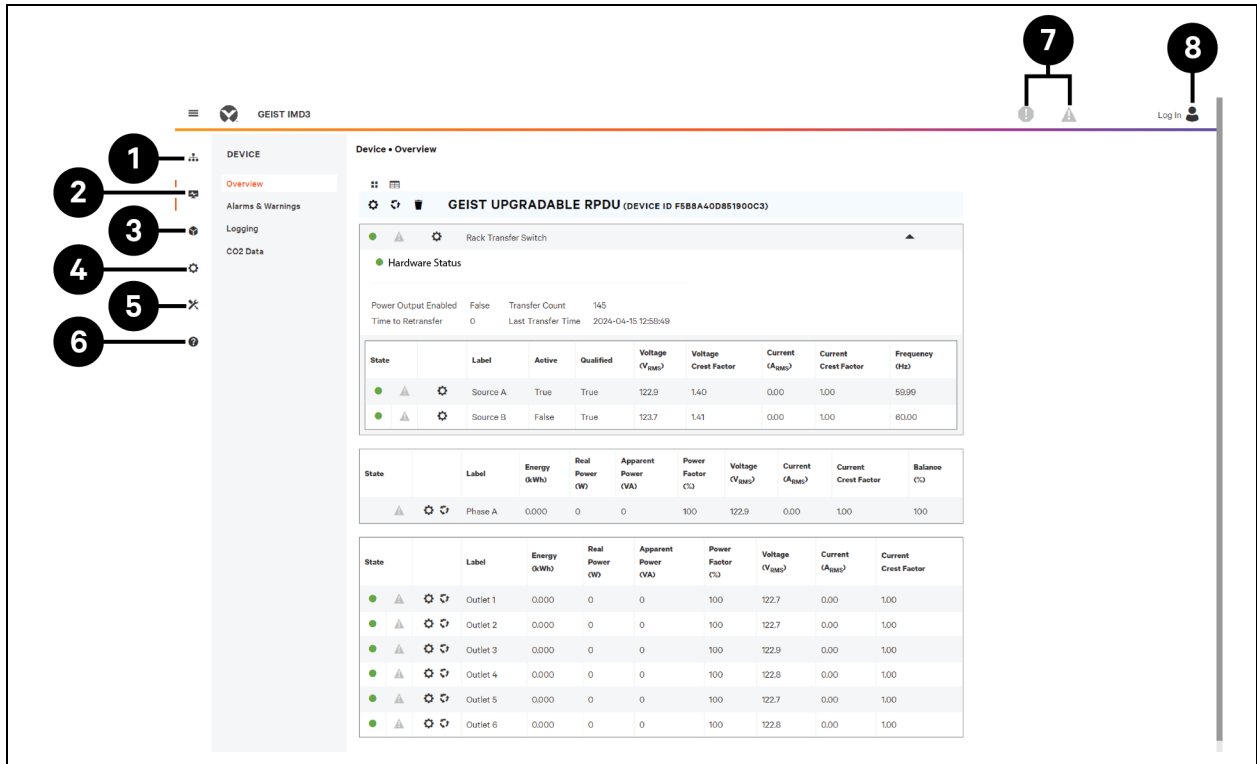 7
8
GEIST IMD3
Log In
1
DEVICE
Device • Overview
2
Overview
Alarms & Warnings
GEIST UPGRADABLE RPDU (DEVICE ID F5B8A40D851900C3)
3
Logging
Rack Transfer Switch
CO2 Data
4
Hardware Status
5
Power Output Enabled False Transfer Count 145
Time to Retransfer 0 Last Transfer Time 2024-04-15 12:58:49
6
State Label Active Qualified Voltage (VRMS) Voltage Crest Factor Current (ARMS) Current Crest Factor Frequency (Hz)
Source A True True 122.9 1.40 0.00 1.00 59.99
Source B False True 123.7 1.41 0.00 1.00 60.00
State Label Energy (kWh) Real Power (W) Apparent Power (VA) Power Factor (%) Voltage (VRMS) Current (ARMS) Current Crest Factor Balance (%)
Phase A 0.000 0 0 100 122.9 0.00 1.00 100
State Label Energy (kWh) Real Power (W) Apparent Power (VA) Power Factor (%) Voltage (VRMS) Current (ARMS) Current Crest Factor
Outlet 1 0.000 0 0 100 122.7 0.00 1.00
Outlet 2 0.000 0 0 100 122.7 0.00 1.00
Outlet 3 0.000 0 0 100 122.9 0.00 1.00
Outlet 4 0.000 0 0 100 122.8 0.00 1.00
Outlet 5 0.000 0 0 100 122.7 0.00 1.00
Outlet 6 0.000 0 0 100 122.8 0.00 1.00